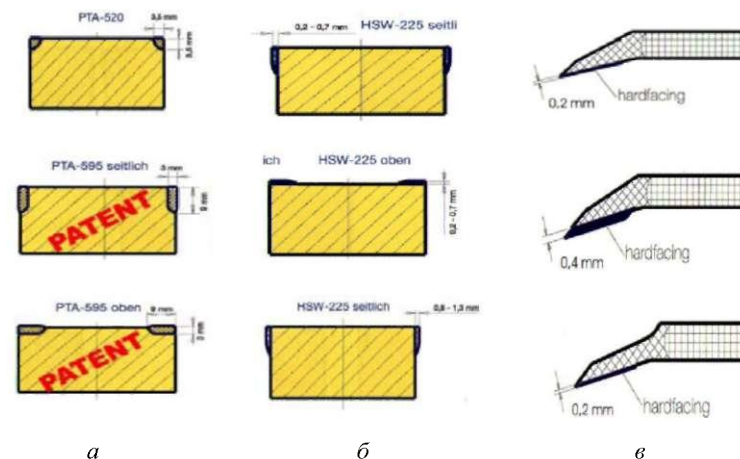 PTA-520
3,5 mm
3,5 mm
PTA-595 seitlich
3 mm
9 mm
PATENT
PTA-595 oben
9 mm
3 mm
PATENT
а
0,2 - 0,7 mm
HSW-225 seitli
ich HSW-225 oben
0,2 - 0,7 mm
HSW-225 seitlich
0,8 - 1,3 mm
б
0.2 mm
hardfacing
0,4 mm
hardfacing
0,2 mm
hardfacing
в